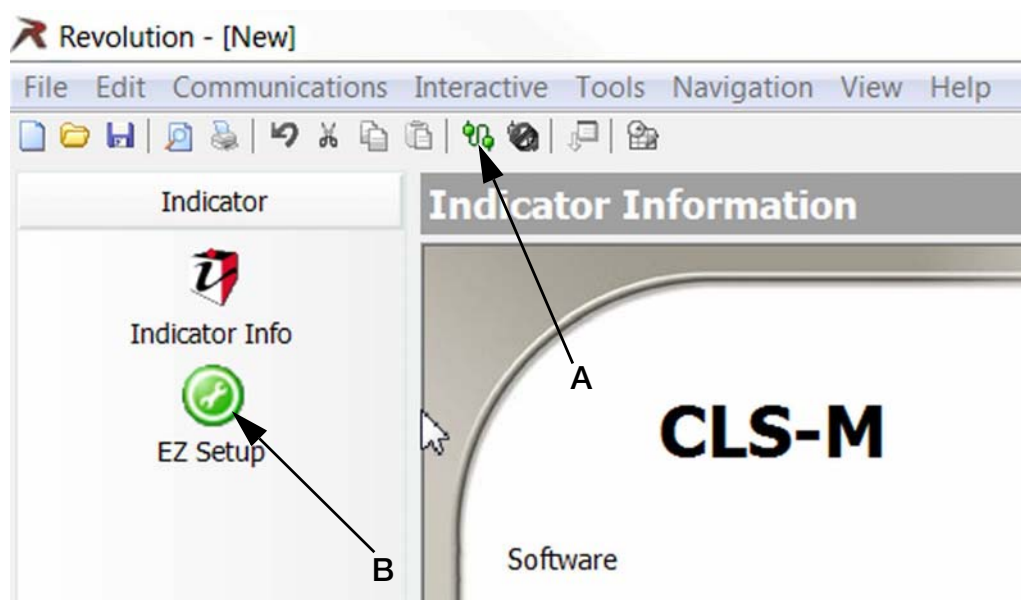 Revolution - [New]
File Edit Communications Interactive Tools Navigation View Help
Indicator
Indicator Information
Indicator Info
A
EZ Setup
CLS-M
B
Software